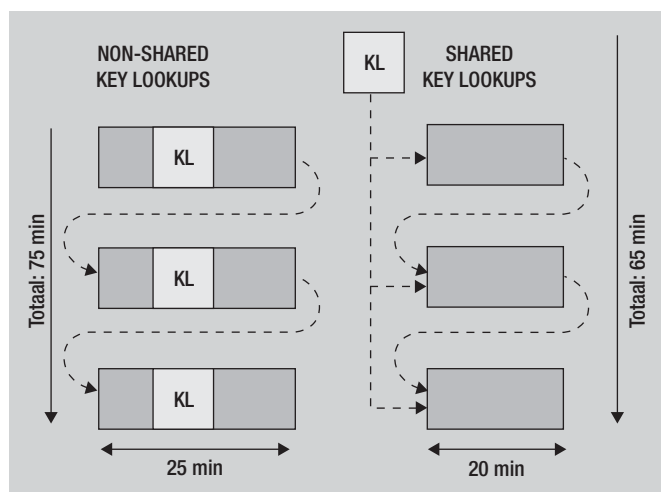 NON-SHARED
KEY LOOKUPS
KL
SHARED
KEY LOOKUPS
KL
KL
KL
Totaal: 75 min
Totaal: 65 min
25 min
20 min